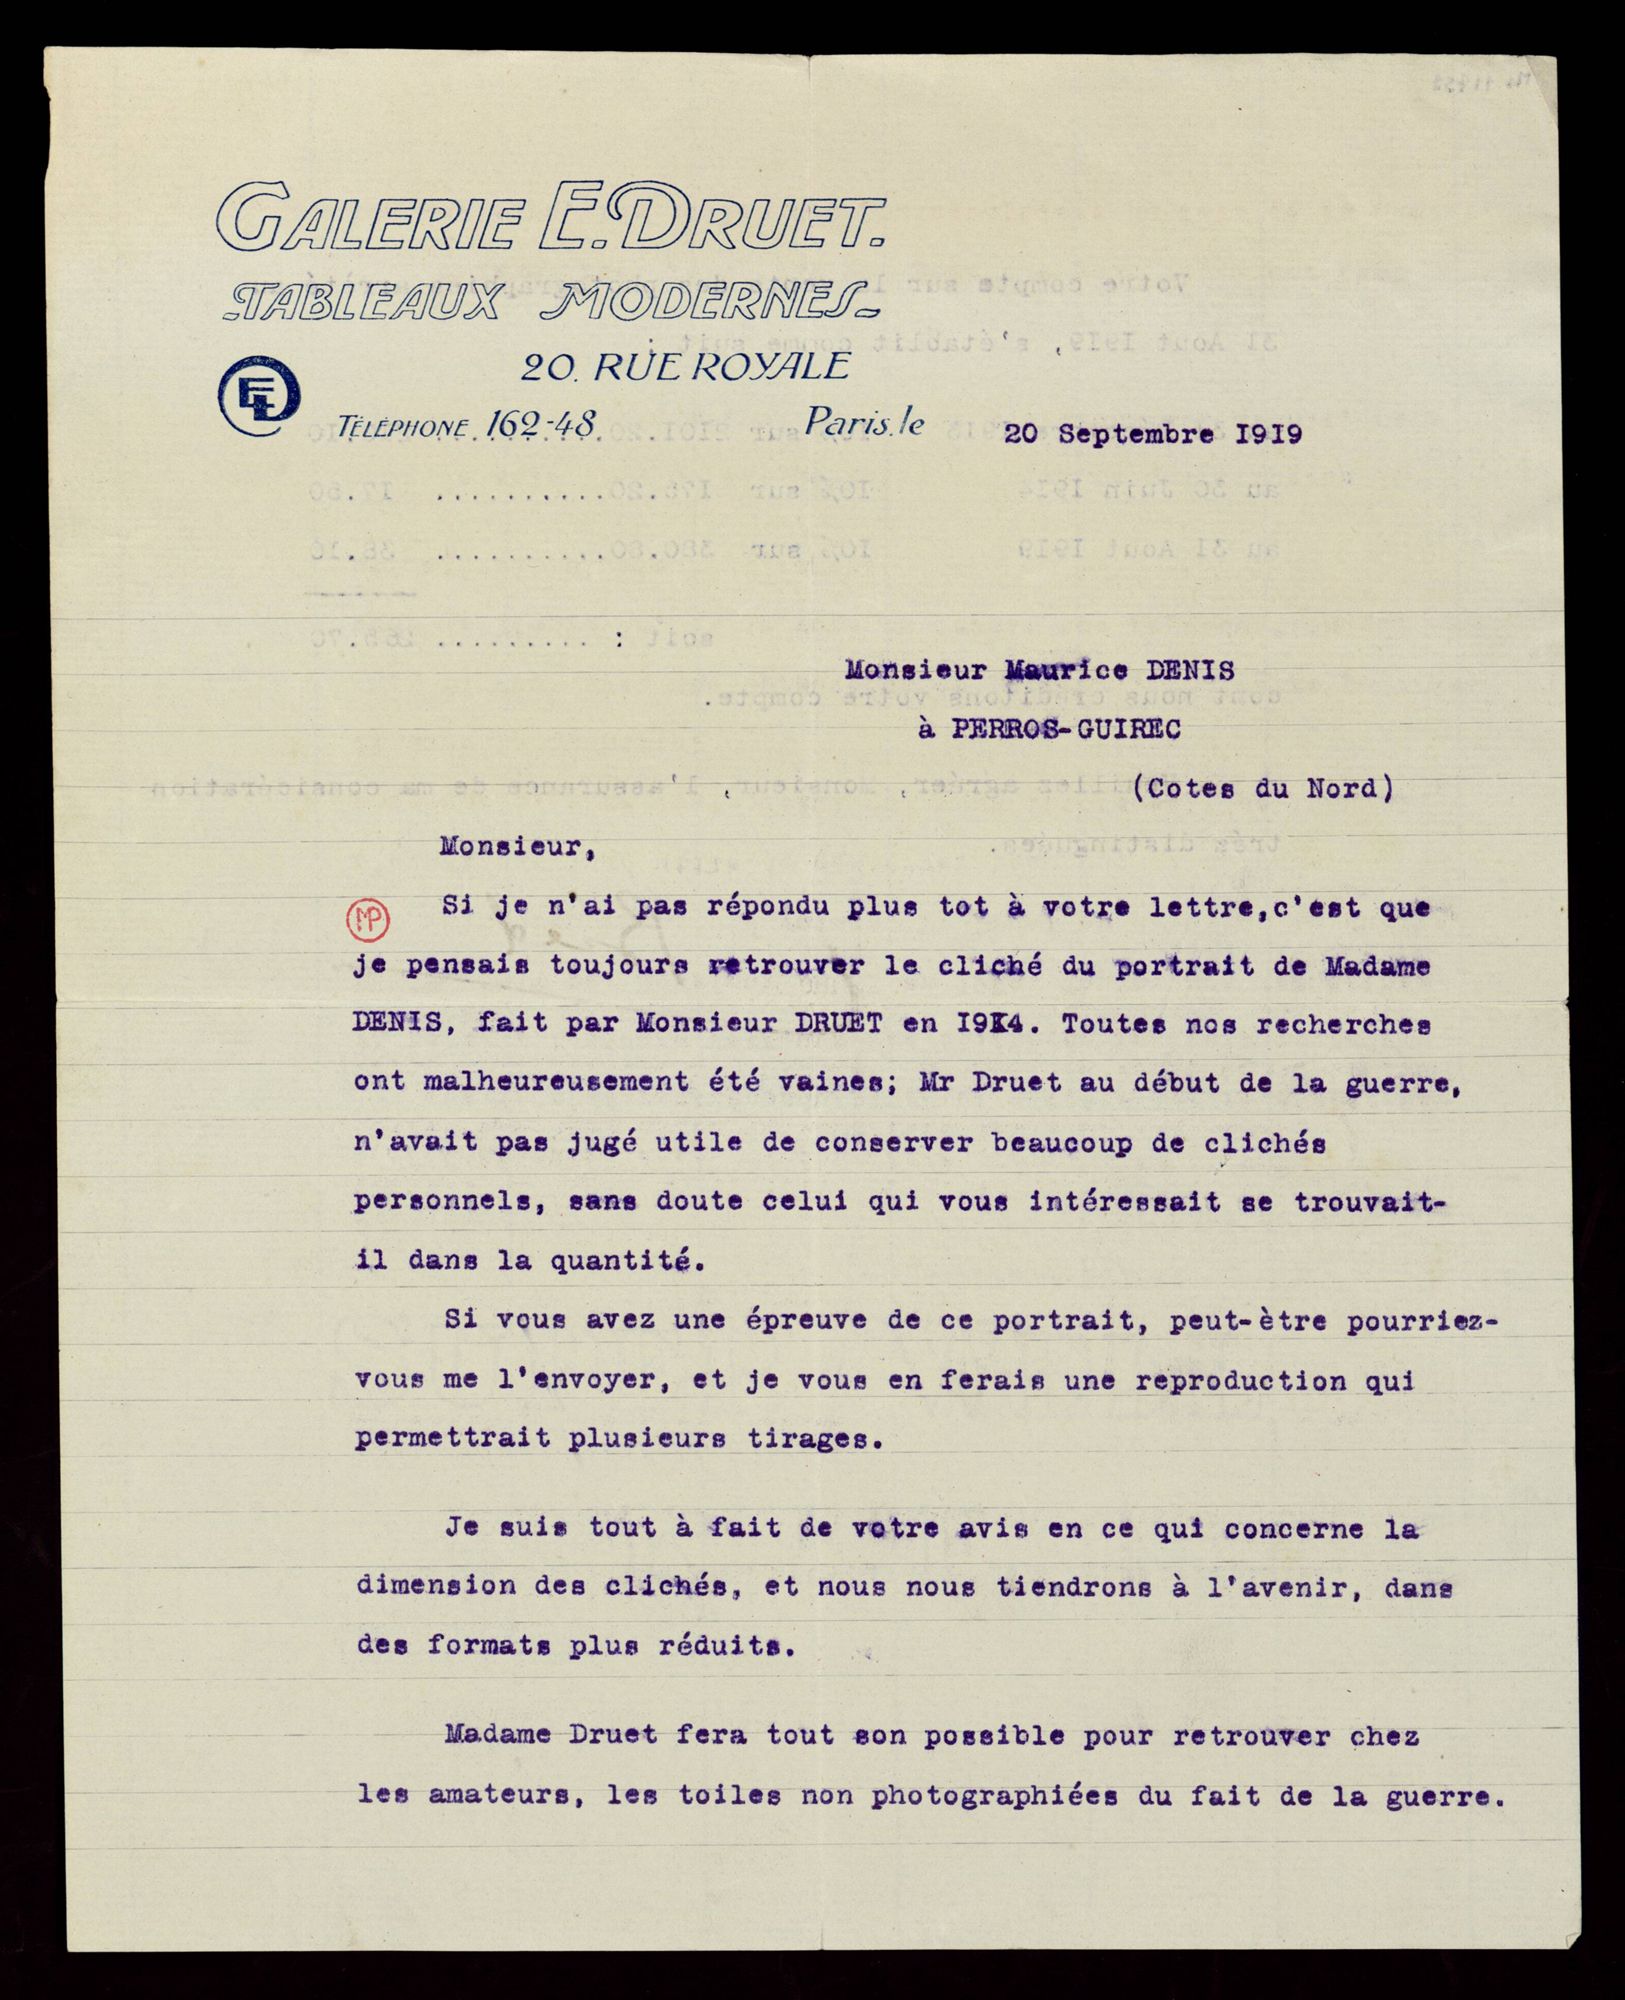 GALERIE E. DRUET.
TABLEAUX MODERNES
20. RUE ROYALE
TÉLÉPHONE 162-48 Paris, le 20 Septembre I9I9
Monsieur Maurice DENIS
à PERROS-GUIREC
(Cotes du Nord)
Monsieur,
MP
Si je n'ai pas répondu plus tot à votre lettre,c'est que
je pensais toujours retrouver le cliché du portrait de Madame
DENIS, fait par Monsieur DRUET en I9I4. Toutes nos recherches
ont malheureusement été vaines; Mr Druet au début de la guerre,
n'avait pas jugé utile de conserver beaucoup de clichés
personnels, sans doute celui qui vous intéressait se trouvait-
il dans la quantité.
Si vous avez une épreuve de ce portrait, peut-ètre pourriez-
vous me l'envoyer, et je vous en ferais une reproduction qui
permettrait plusieurs tirages.
Je suis tout à fait de votre avis en ce qui concerne la
dimension des clichés, et nous nous tiendrons à l'avenir, dans
des formats plus réduits.
Madame Druet fera tout son possible pour retrouver chez
les amateurs, les toiles non photographiées du fait de la guerre.